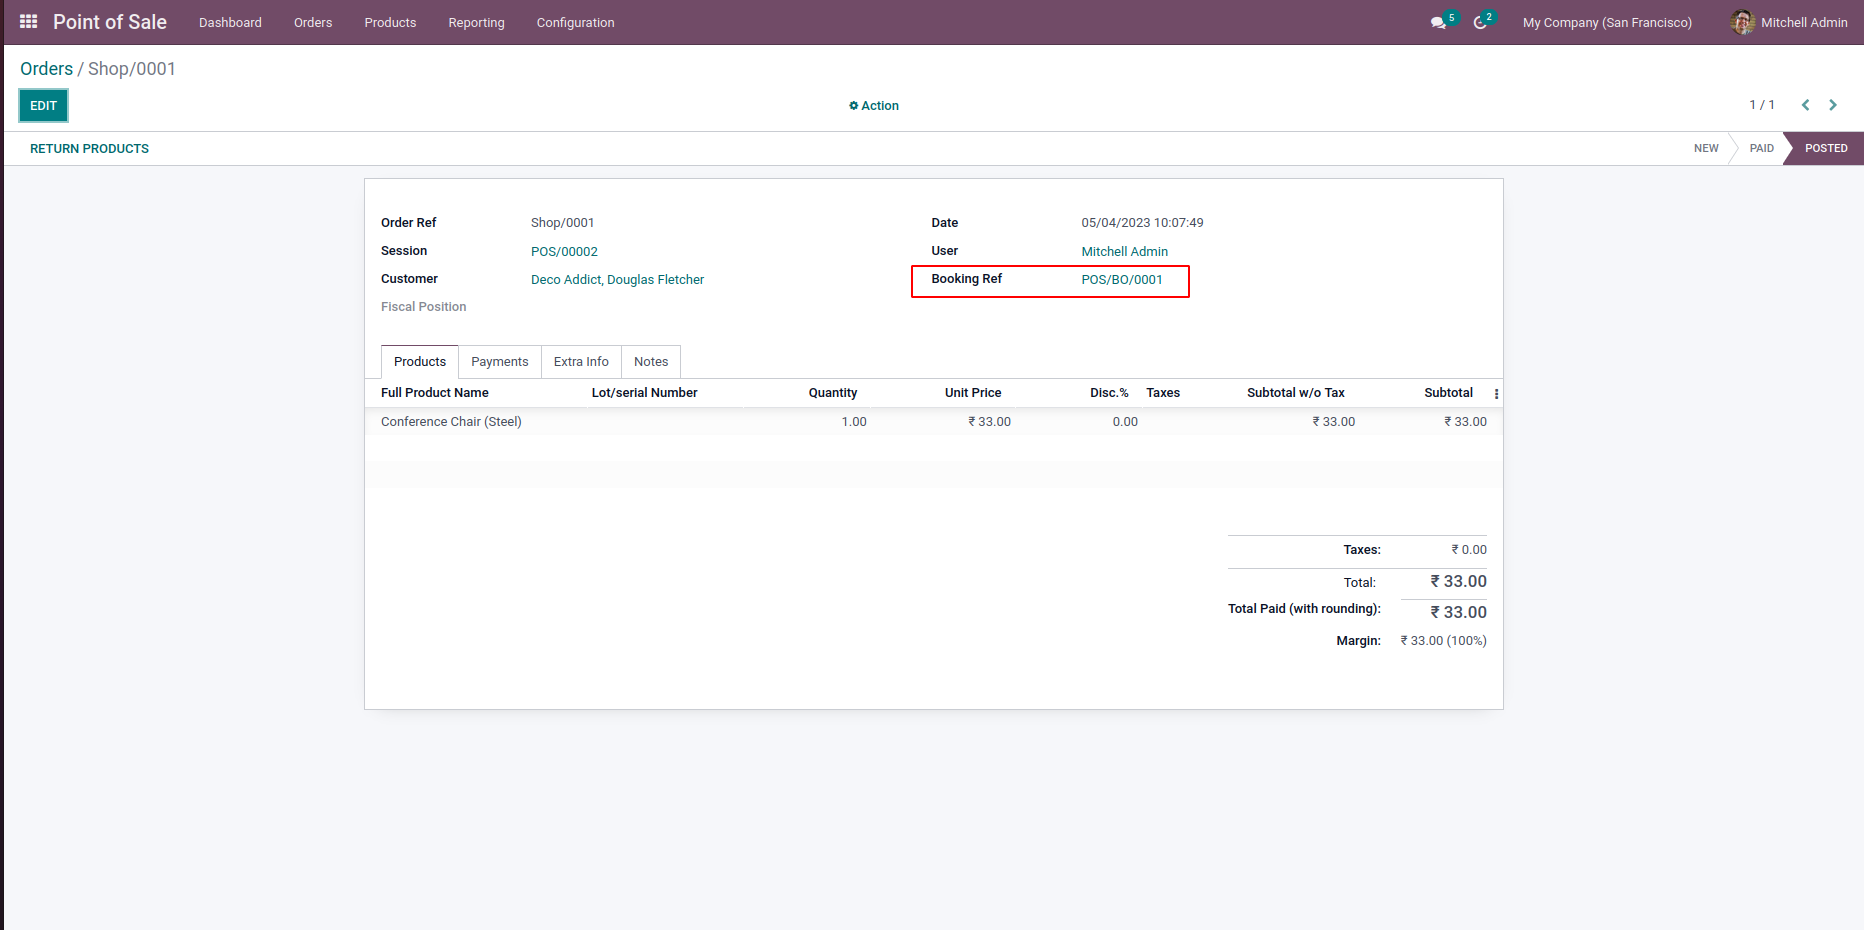 Point of Sale Dashboard Orders Products Reporting Configuration 5 2 My Company (San Francisco) Mitchell Admin
Orders / Shop/0001
EDIT Action 1 / 1
RETURN PRODUCTS NEW PAID POSTED
Order Ref Shop/0001 Date 05/04/2023 10:07:49
Session POS/00002 User Mitchell Admin
Customer Deco Addict, Douglas Fletcher Booking Ref POS/BO/0001
Fiscal Position
Products Payments Extra Info Notes
Full Product Name Lot/serial Number Quantity Unit Price Disc.% Taxes Subtotal w/o Tax Subtotal
Conference Chair (Steel) 1.00 ₹ 33.00 0.00 ₹ 33.00 ₹ 33.00
Taxes: ₹ 0.00
Total: ₹ 33.00
Total Paid (with rounding): ₹ 33.00
Margin: ₹ 33.00 (100%)